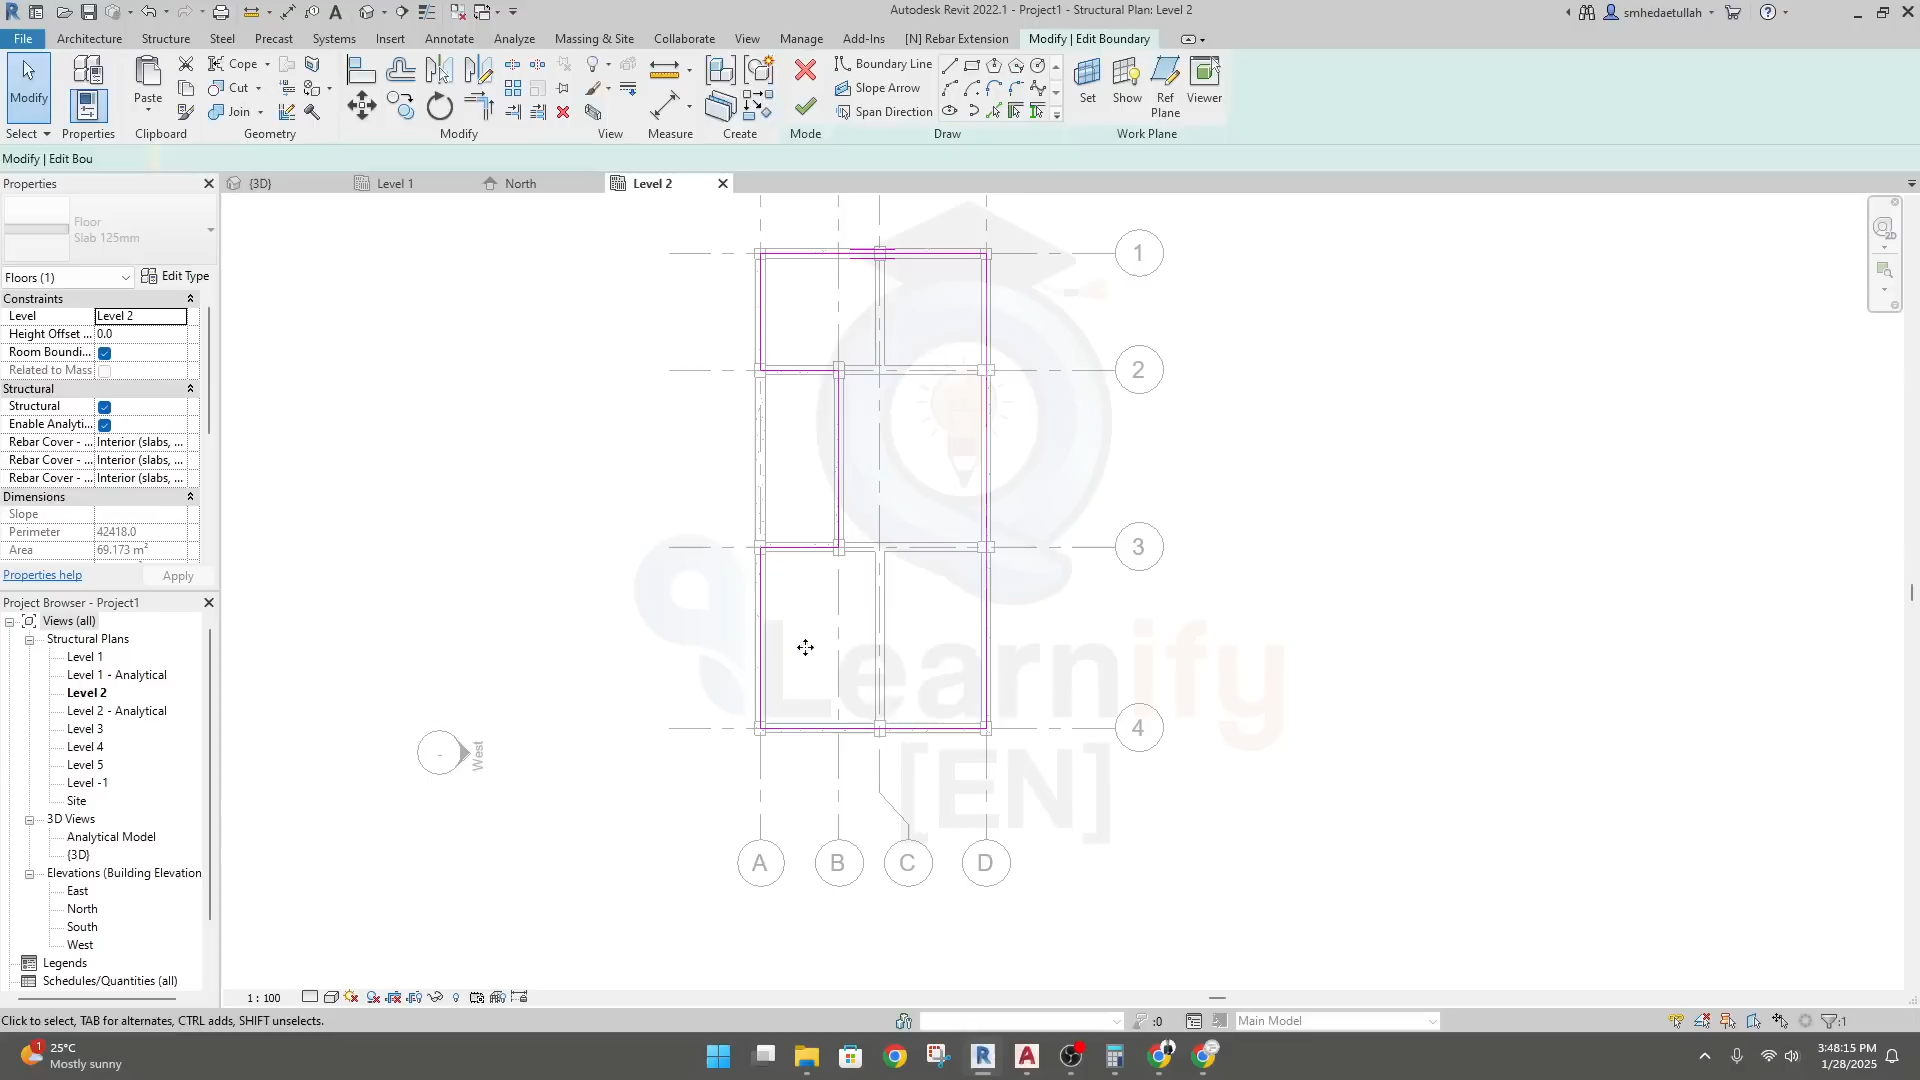 Autodesk Revit 2022.1 - Project1 - Structural Plan: Level 2
smhedaetullah
File Architecture Structure Steel Precast Systems Insert Annotate Analyze Massing & Site Collaborate View Manage Add-Ins [N] Rebar Extension Modify | Edit Boundary
Modify
Paste
Cope
Cut
Join
Boundary Line
Slope Arrow
Span Direction
Set Show Ref Plane Viewer
Select Properties Clipboard Geometry Modify View Measure Create Mode Draw Work Plane
Modify | Edit Bou
Properties
{3D} Level 1 North Level 2
Floor
Slab 125mm
Floors (1) Edit Type
Constraints
Level Level 2
Height Offset ... 0.0
Room Boundi...
Related to Mass
Structural
Structural
Enable Analyti...
Rebar Cover - ... Interior (slabs, ...
Rebar Cover - ... Interior (slabs, ...
Rebar Cover - ... Interior (slabs, ...
Dimensions
Slope
Perimeter 42418.0
Area 69.173 m²
Properties help Apply
Project Browser - Project1
Views (all)
Structural Plans
Level 1
Level 1 - Analytical
Level 2
Level 2 - Analytical
Level 3
Level 4
Level 5
Level -1
Site
3D Views
Analytical Model
{3D}
Elevations (Building Elevation
East
North
South
West
Legends
Schedules/Quantities (all)
1
2
3
4
A B C D
-
West
Learnify
[EN]
1 : 100
Click to select, TAB for alternates, CTRL adds, SHIFT unselects.
:0
Main Model
:1
1
25°C
Mostly sunny
3:48:15 PM
1/28/2025